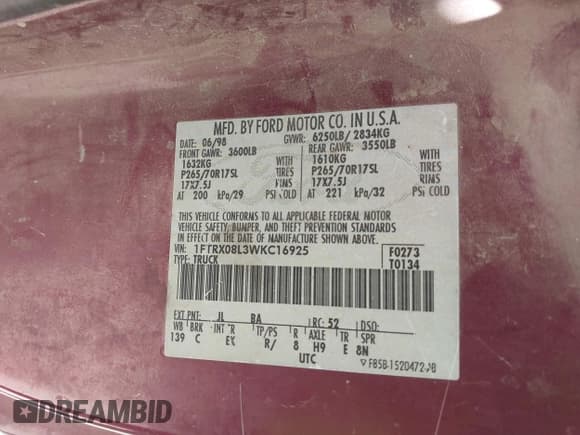 MFD. BY FORD MOTOR CO. IN U.S.A.
DATE: 06/98 GVWR: 6250LB/ 2834KG
FRONT GAWR: 3600LB REAR GAWR: 3550LB
1632KG WITH 1610KG WITH
P265/70R17SL TIRES P265/70R17SL TIRES
17X7.5J RIMS 17X7.5J RIMS
AT 200 kPa/29 PSi COLD AT 221 kPa/32 PSi COLD
THIS VEHICLE CONFORMS TO ALL APPLICABLE FEDERAL MOTOR
VEHICLE SAFETY, BUMPER, AND THEFT PREVENTION STANDARDS
IN EFFECT ON THE DATE OF MANUFACTURE SHOWN ABOVE.
VIN: 1FTRX08L3WKC16925 F0273
TYPE: TRUCK T0134
EXT PNT: JL BA RC: 52 DSO:
WB BRK INT TR TP/PS R AXLE TR SPR
139 C R/ 8 H9 E 8N
UTC
DREAMBID